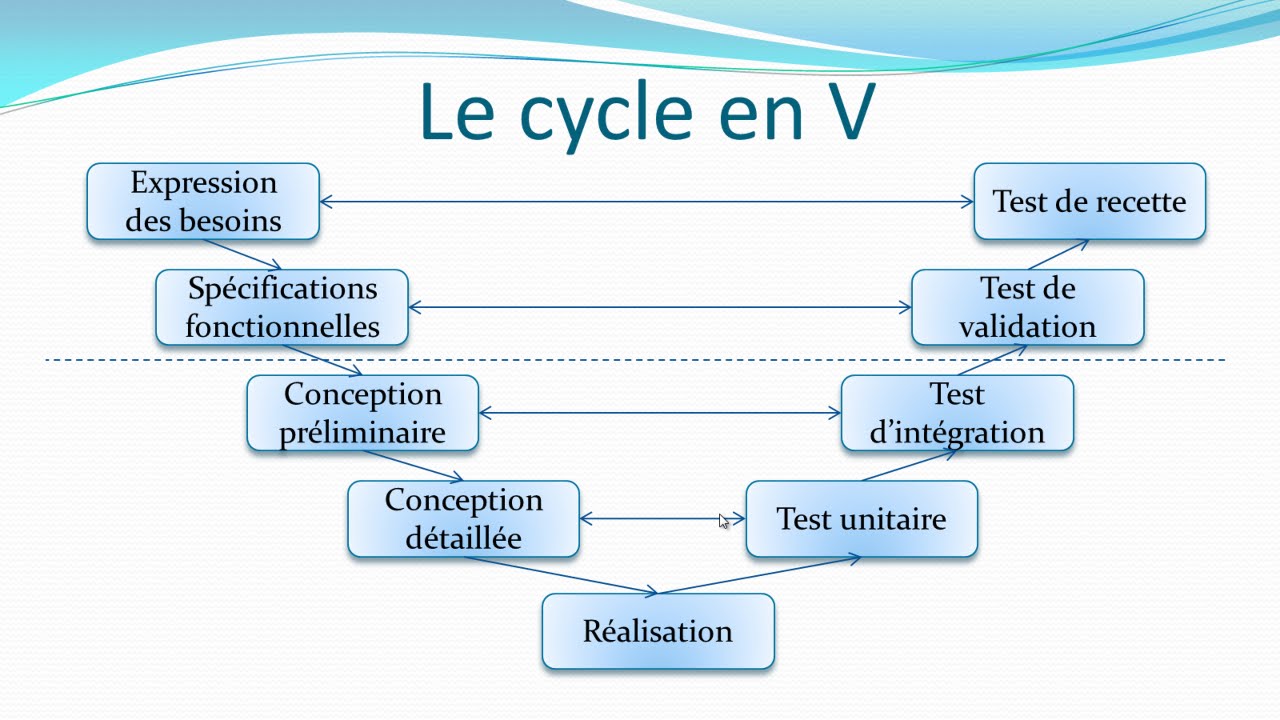 Le cycle en V
Expression
des besoins
Test de recette
Spécifications
fonctionnelles
Test de
validation
Conception
préliminaire
Test
d’intégration
Conception
détaillée
Test unitaire
Réalisation